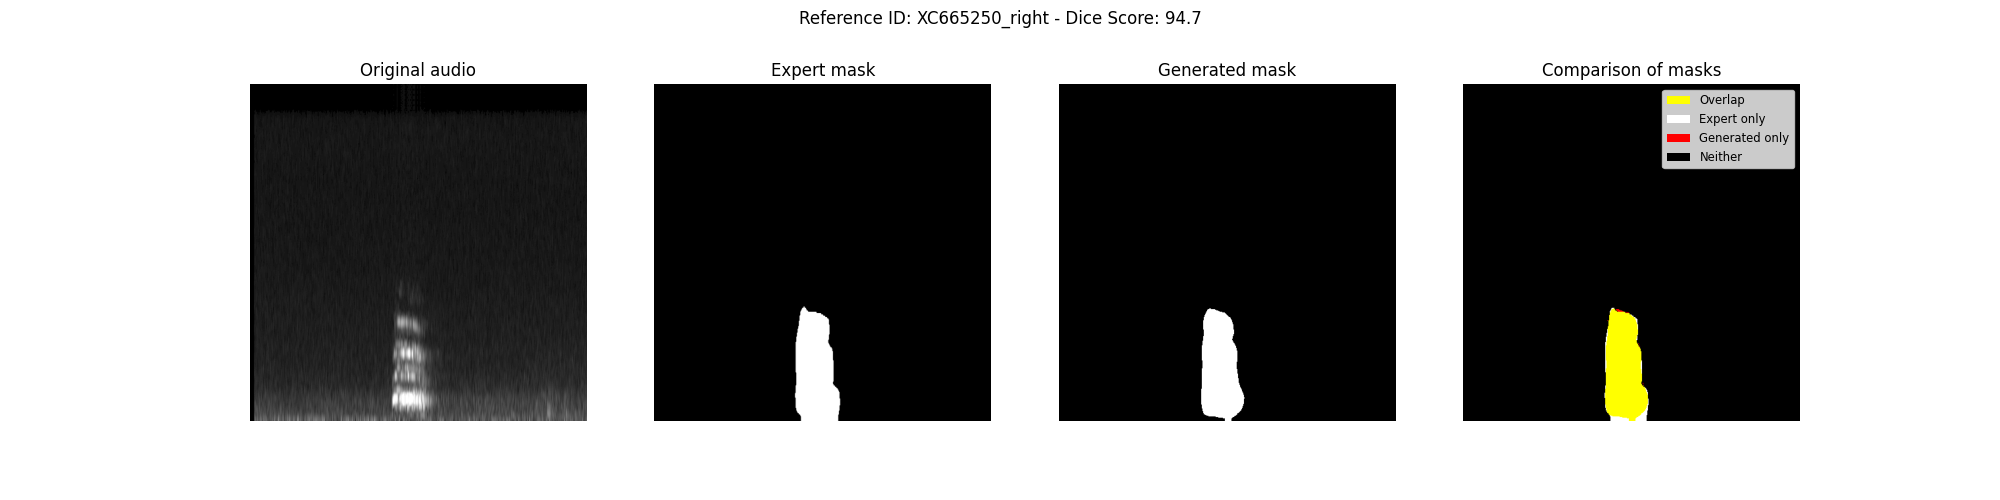 Reference ID: XC665250_right - Dice Score: 94.7
Original audio
Expert mask
Generated mask
Comparison of masks
Overlap
Expert only
Generated only
Neither